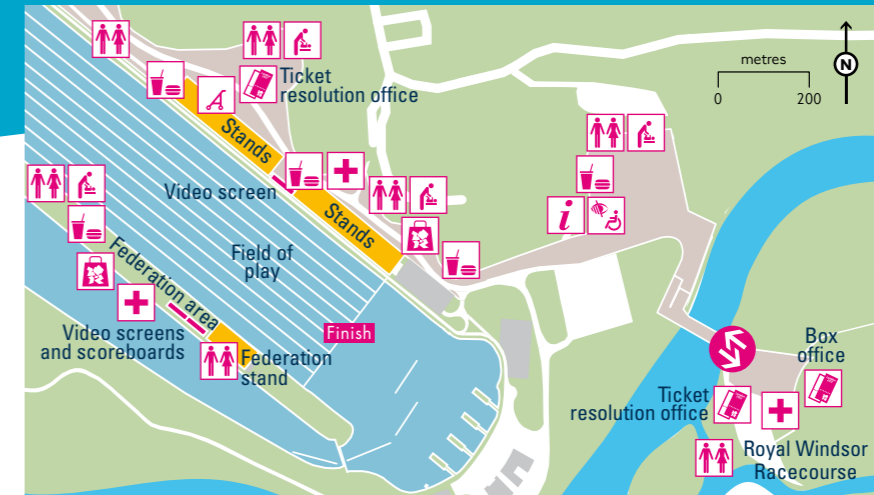 metres
0
200
N
Ticket
resolution office
Stands
Video screen
Stands
Field of
play
Federation area
i
Video screens
and scoreboards
Finish
Federation
stand
Box
office
Ticket
resolution office
Royal Windsor
Racecourse